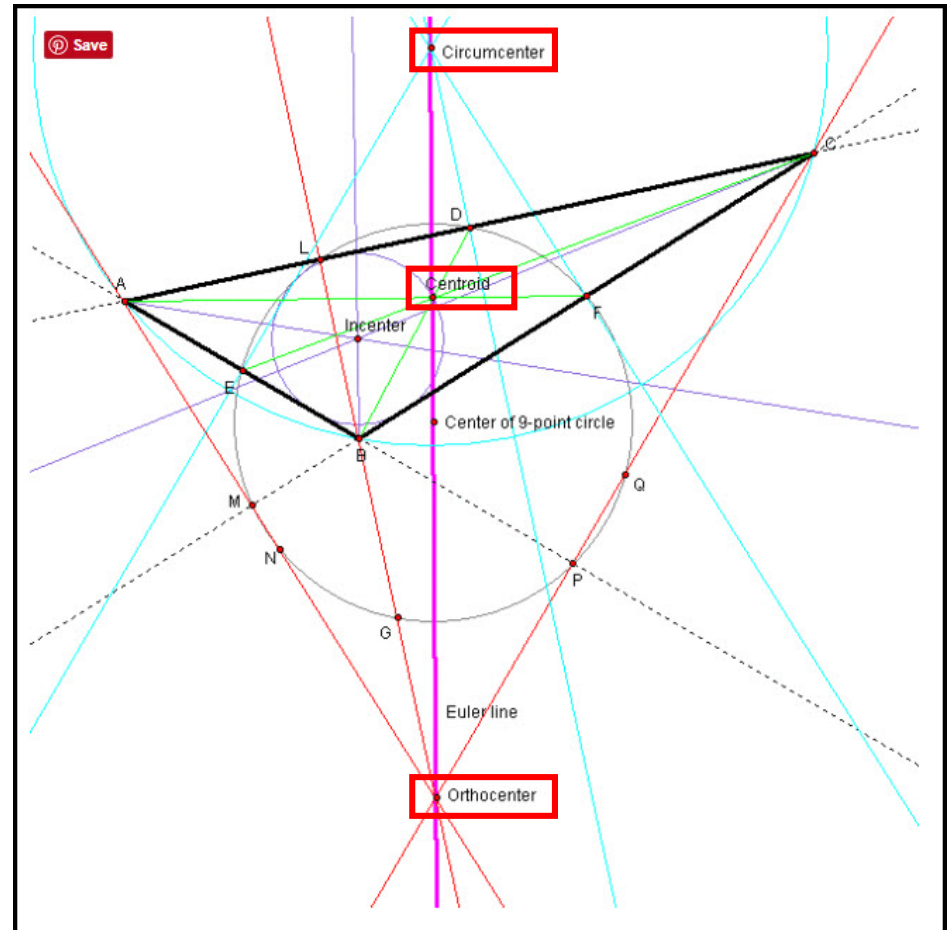 Save
Circumcenter
C
D
L
A
Centroid
F
Incenter
E
Center of 9-point circle
B
Q
M
N
P
G
Euler line
Orthocenter